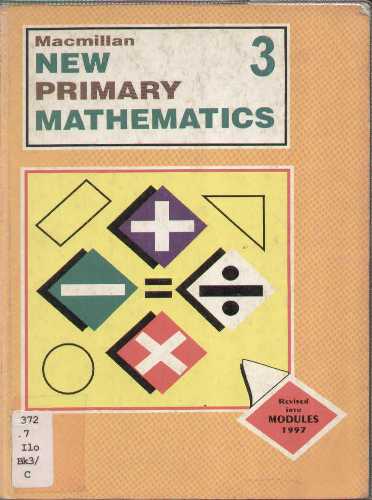 Macmillan
3
NEW
PRIMARY
MATHEMATICS
+
−
=
÷
×
Revised
into
MODULES
1997
372
.7
Ilo
Bk3/
C